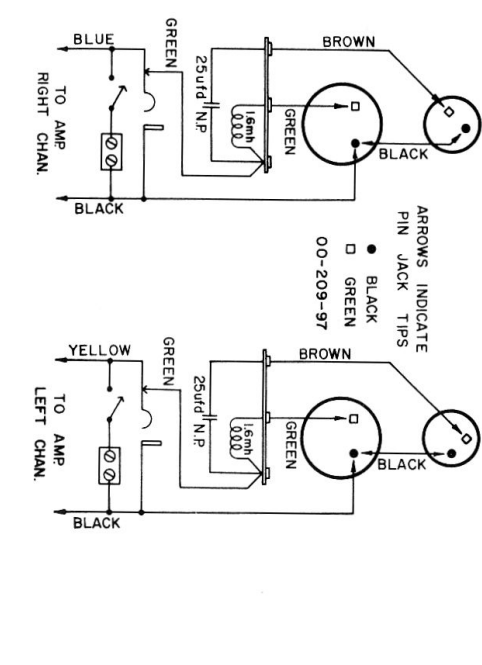 BLUE
GREEN
BROWN
TO AMP
RIGHT CHAN.
25ufd
N.P.
1.6mh
GREEN
BLACK
BLACK
ARROWS INDICATE
PIN JACK TIPS
BLACK
GREEN
00-209-97
YELLOW
GREEN
BROWN
TO AMP.
LEFT CHAN.
25ufd
N.P.
1.6mh
GREEN
BLACK
BLACK